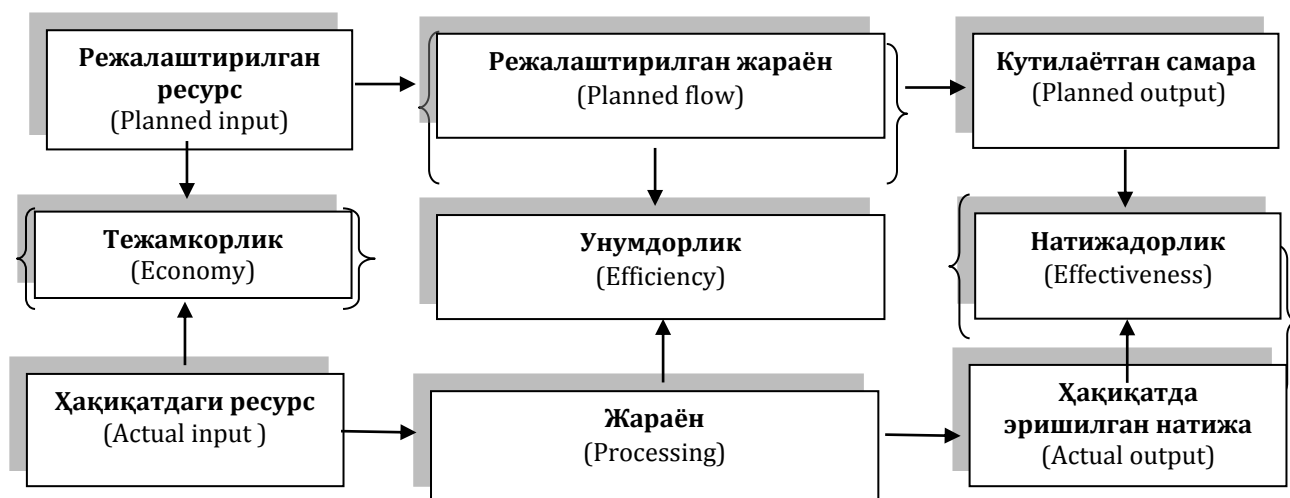 Режалаштирилган
ресурс
(Planned input)
Режалаштирилган жараён
(Planned flow)
Кутилаётган самара
(Planned output)
Тежамкорлик
(Economy)
Унумдорлик
(Efficiency)
Натижадорлик
(Effectiveness)
Ҳақиқатдаги ресурс
(Actual input )
Жараён
(Processing)
Ҳақиқатда
эришилган натижа
(Actual output)